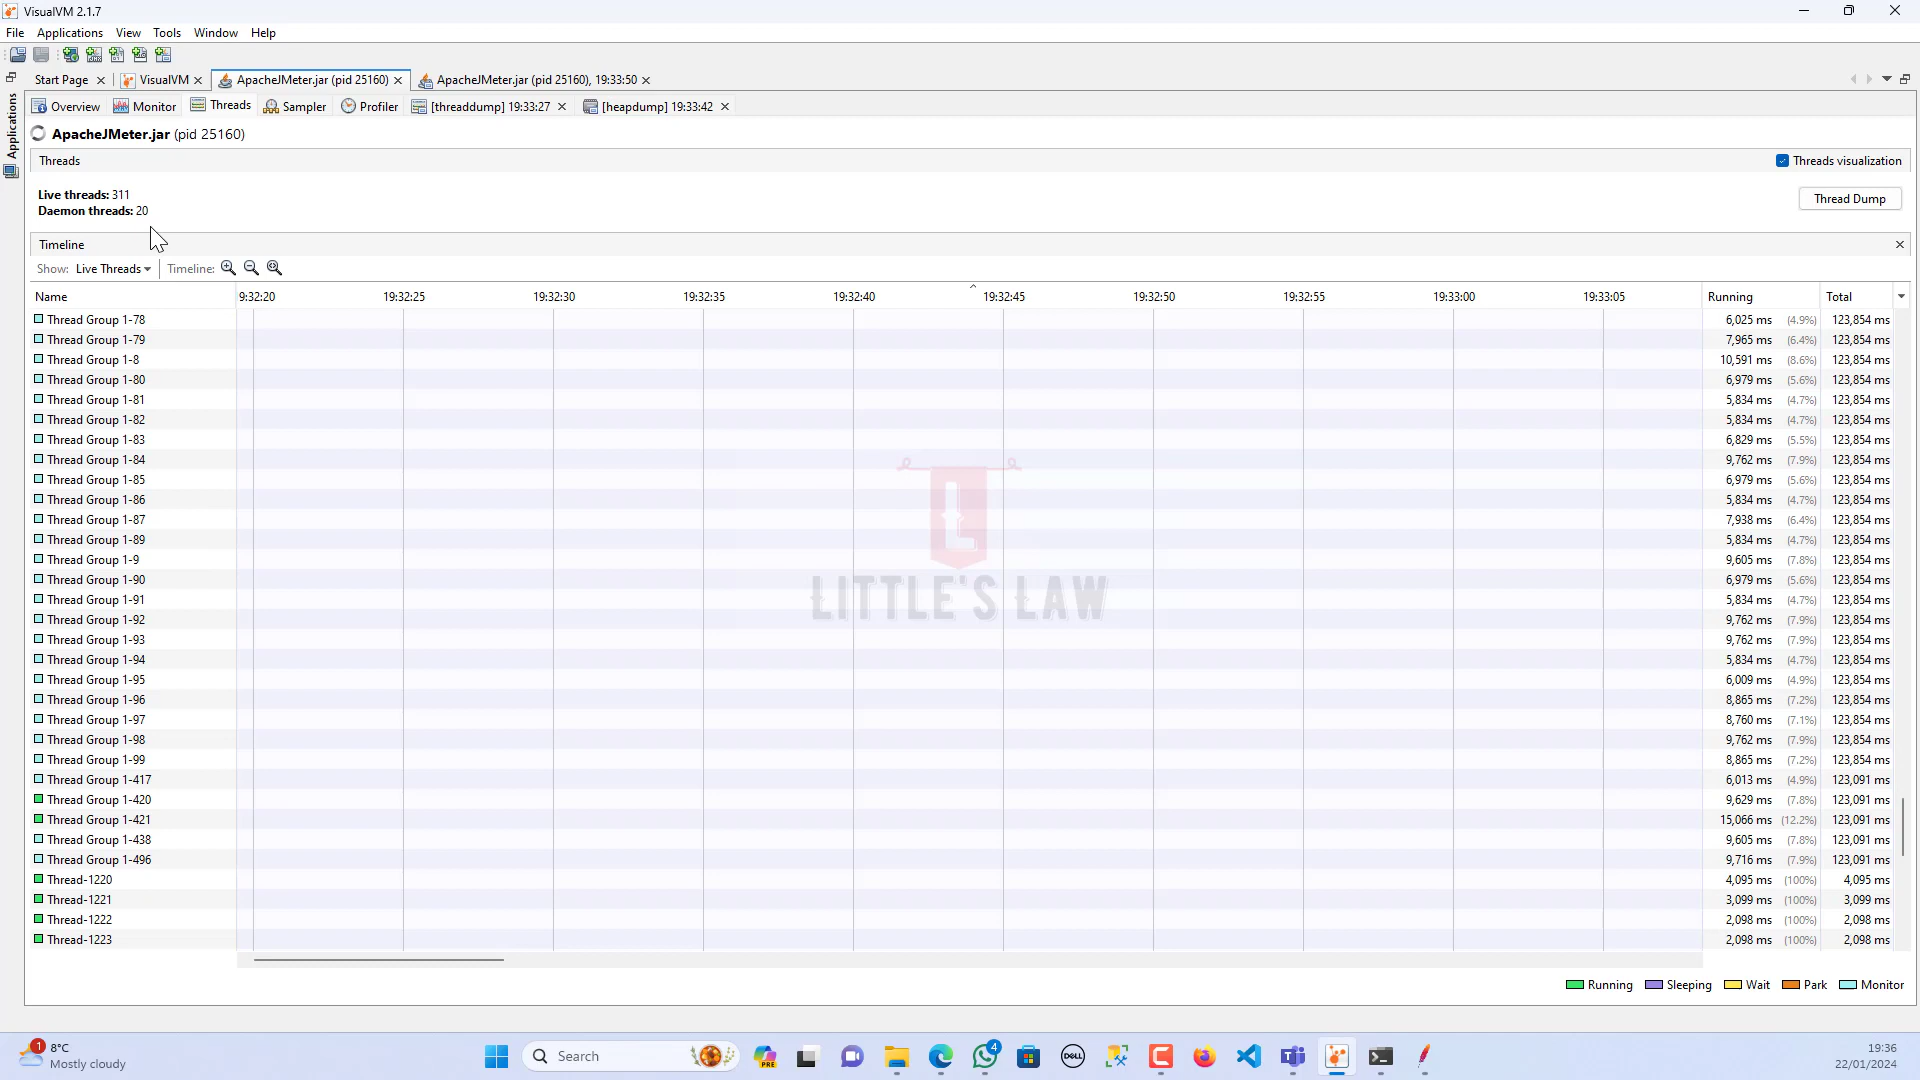 VisualVM 2.1.7
File Applications View Tools Window Help
Start Page VisualVM ApacheJMeter.jar (pid 25160) ApacheJMeter.jar (pid 25160), 19:33:50
Applications
Overview Monitor Threads Sampler Profiler [threaddump] 19:33:27 [heapdump] 19:33:42
ApacheJMeter.jar (pid 25160)
Threads Threads visualization
Live threads: 311
Daemon threads: 20
Thread Dump
Timeline
Show: Live Threads Timeline:
Name 9:32:20 19:32:25 19:32:30 19:32:35 19:32:40 19:32:45 19:32:50 19:32:55 19:33:00 19:33:05 Running Total
Thread Group 1-78 6,025 ms (4.9%) 123,854 ms
Thread Group 1-79 7,965 ms (6.4%) 123,854 ms
Thread Group 1-8 10,591 ms (8.6%) 123,854 ms
Thread Group 1-80 6,979 ms (5.6%) 123,854 ms
Thread Group 1-81 5,834 ms (4.7%) 123,854 ms
Thread Group 1-82 5,834 ms (4.7%) 123,854 ms
Thread Group 1-83 6,829 ms (5.5%) 123,854 ms
Thread Group 1-84 9,762 ms (7.9%) 123,854 ms
Thread Group 1-85 6,979 ms (5.6%) 123,854 ms
Thread Group 1-86 5,834 ms (4.7%) 123,854 ms
Thread Group 1-87 7,938 ms (6.4%) 123,854 ms
Thread Group 1-89 5,834 ms (4.7%) 123,854 ms
Thread Group 1-9 9,605 ms (7.8%) 123,854 ms
Thread Group 1-90 6,979 ms (5.6%) 123,854 ms
Thread Group 1-91 5,834 ms (4.7%) 123,854 ms
Thread Group 1-92 9,762 ms (7.9%) 123,854 ms
Thread Group 1-93 9,762 ms (7.9%) 123,854 ms
Thread Group 1-94 5,834 ms (4.7%) 123,854 ms
Thread Group 1-95 6,009 ms (4.9%) 123,854 ms
Thread Group 1-96 8,865 ms (7.2%) 123,854 ms
Thread Group 1-97 8,760 ms (7.1%) 123,854 ms
Thread Group 1-98 9,762 ms (7.9%) 123,854 ms
Thread Group 1-99 8,865 ms (7.2%) 123,854 ms
Thread Group 1-417 6,013 ms (4.9%) 123,091 ms
Thread Group 1-420 9,629 ms (7.8%) 123,091 ms
Thread Group 1-421 15,066 ms (12.2%) 123,091 ms
Thread Group 1-438 9,605 ms (7.8%) 123,091 ms
Thread Group 1-496 9,716 ms (7.9%) 123,091 ms
Thread-1220 4,095 ms (100%) 4,095 ms
Thread-1221 3,099 ms (100%) 3,099 ms
Thread-1222 2,098 ms (100%) 2,098 ms
Thread-1223 2,098 ms (100%) 2,098 ms
L
LITTLE'S LAW
Running Sleeping Wait Park Monitor
1 8°C
Mostly cloudy
Search
PRE
4
DELL
19:36
22/01/2024